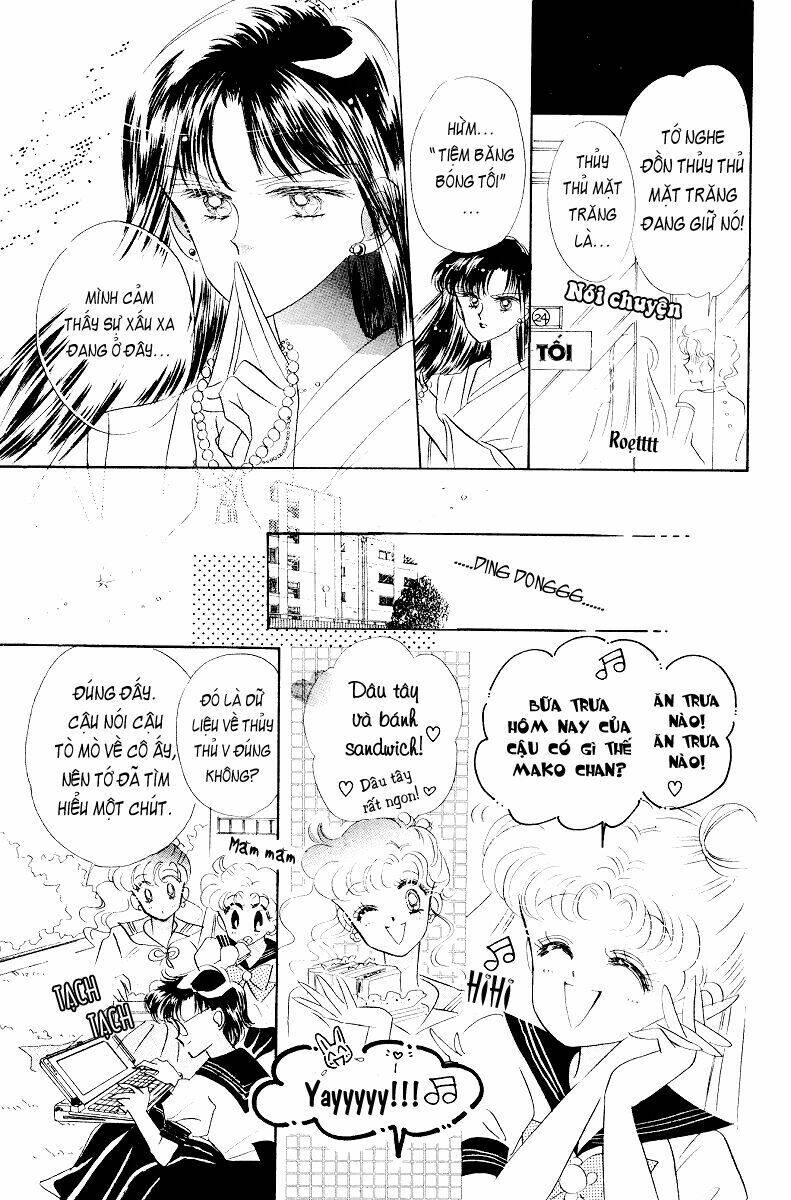 TỚ NGHE
ĐỒN THỦY THỦ
MẶT TRĂNG
ĐANG GIỮ NÓ!
THỦY
THỦ MẶT
TRĂNG
LÀ...
Nói chuyện
24
TỐI
Roẹtttt
HỪM...
"TIỆM BĂNG
BÓNG TỐI"
...
MÌNH CẢM
THẤY SỰ XẤU XA
ĐANG Ở ĐÂY...
.....DING DONGGG......
ĂN TRƯA
NÀO!
ĂN TRƯA
NÀO!
BỮA TRƯA
HÔM NAY CỦA
CẬU CÓ GÌ THẾ
MAKO CHAN?
HIHI
Dâu tây
và bánh
sandwich!
Dâu tây
rất ngon!
Yayyyyy!!!
ĐÓ LÀ DỮ
LIỆU VỀ THỦY
THỦ V ĐÚNG
KHÔNG?
ĐÚNG ĐẤY.
CẬU NÓI CẬU
TÒ MÒ VỀ CÔ ẤY,
NÊN TỚ ĐÃ TÌM
HIỂU MỘT CHÚT.
Măm măm
TẠCH
TẠCH